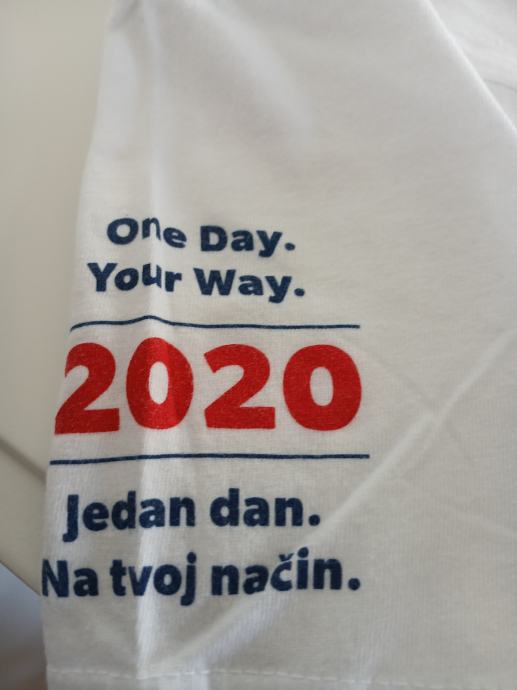 One Day.
Your Way.
2020
Jedan dan.
Na tvoj način.